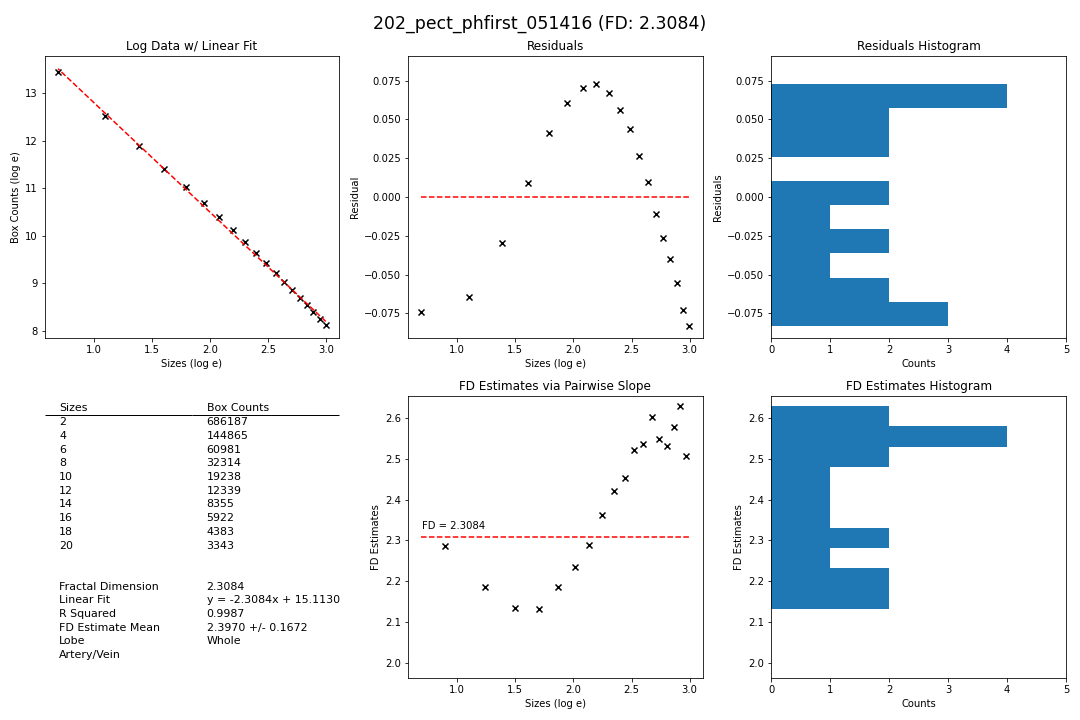 202_pect_phfirst_051416 (FD: 2.3084)
Log Data w/ Linear Fit
Box Counts (log e)
13
12
11
10
9
8
1.0 1.5 2.0 2.5 3.0
Sizes (log e)
Residuals
Residual
0.075
0.050
0.025
0.000
−0.025
−0.050
−0.075
1.0 1.5 2.0 2.5 3.0
Sizes (log e)
Residuals Histogram
Residuals
0.075
0.050
0.025
0.000
−0.025
−0.050
−0.075
0 1 2 3 4 5
Counts
Sizes Box Counts
2 686187
4 144865
6 60981
8 32314
10 19238
12 12339
14 8355
16 5922
18 4383
20 3343
Fractal Dimension 2.3084
Linear Fit y = -2.3084x + 15.1130
R Squared 0.9987
FD Estimate Mean 2.3970 +/- 0.1672
Lobe Whole
Artery/Vein
FD Estimates via Pairwise Slope
FD Estimates
2.6
2.5
2.4
2.3
2.2
2.1
2.0
FD = 2.3084
1.0 1.5 2.0 2.5 3.0
Sizes (log e)
FD Estimates Histogram
FD Estimates
2.6
2.5
2.4
2.3
2.2
2.1
2.0
0 1 2 3 4 5
Counts